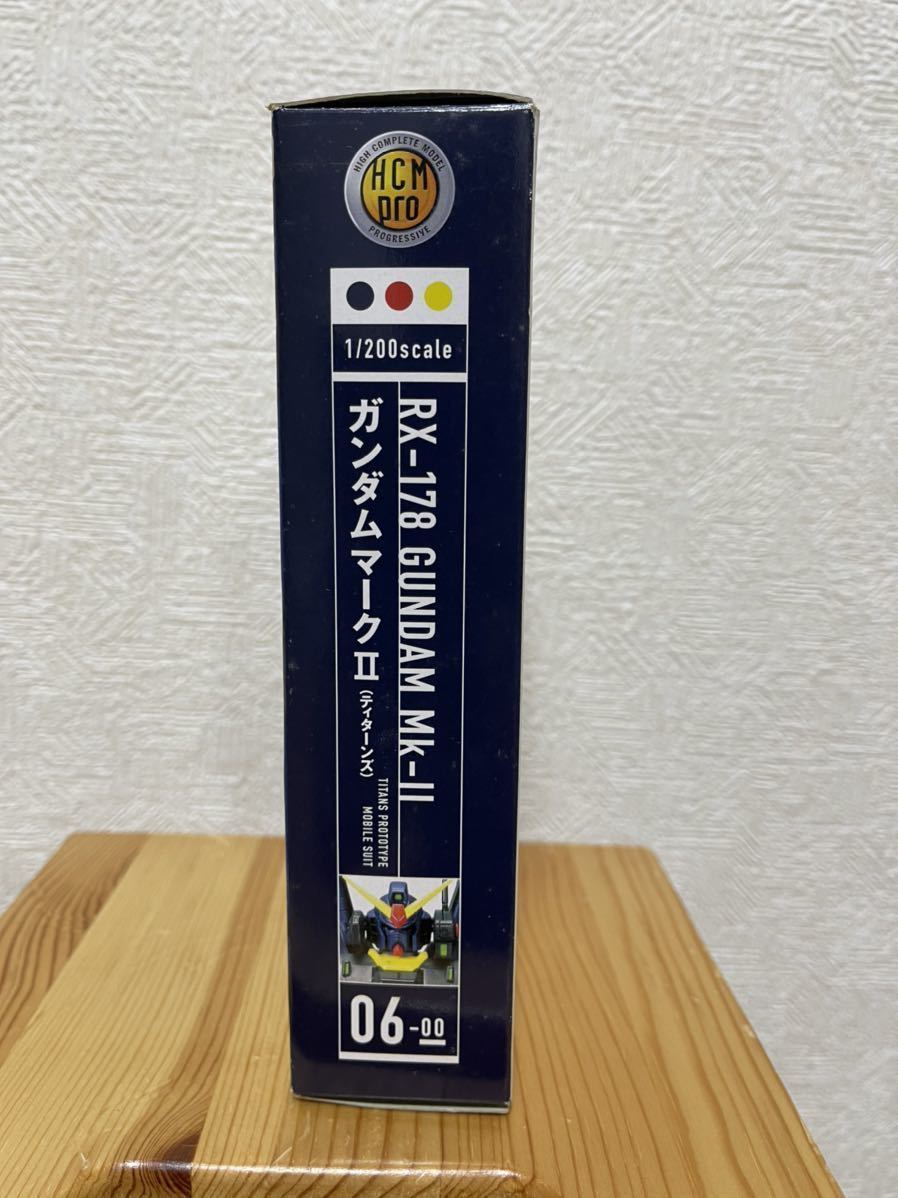 HIGH COMPLETE MODEL
HCM
pro
PROGRESSIVE
1/200scale
RX-178 GUNDAM Mk-II
ガンダムマークⅡ(ティターンズ)
TITANS PROTOTYPE
MOBILE SUIT
06-00